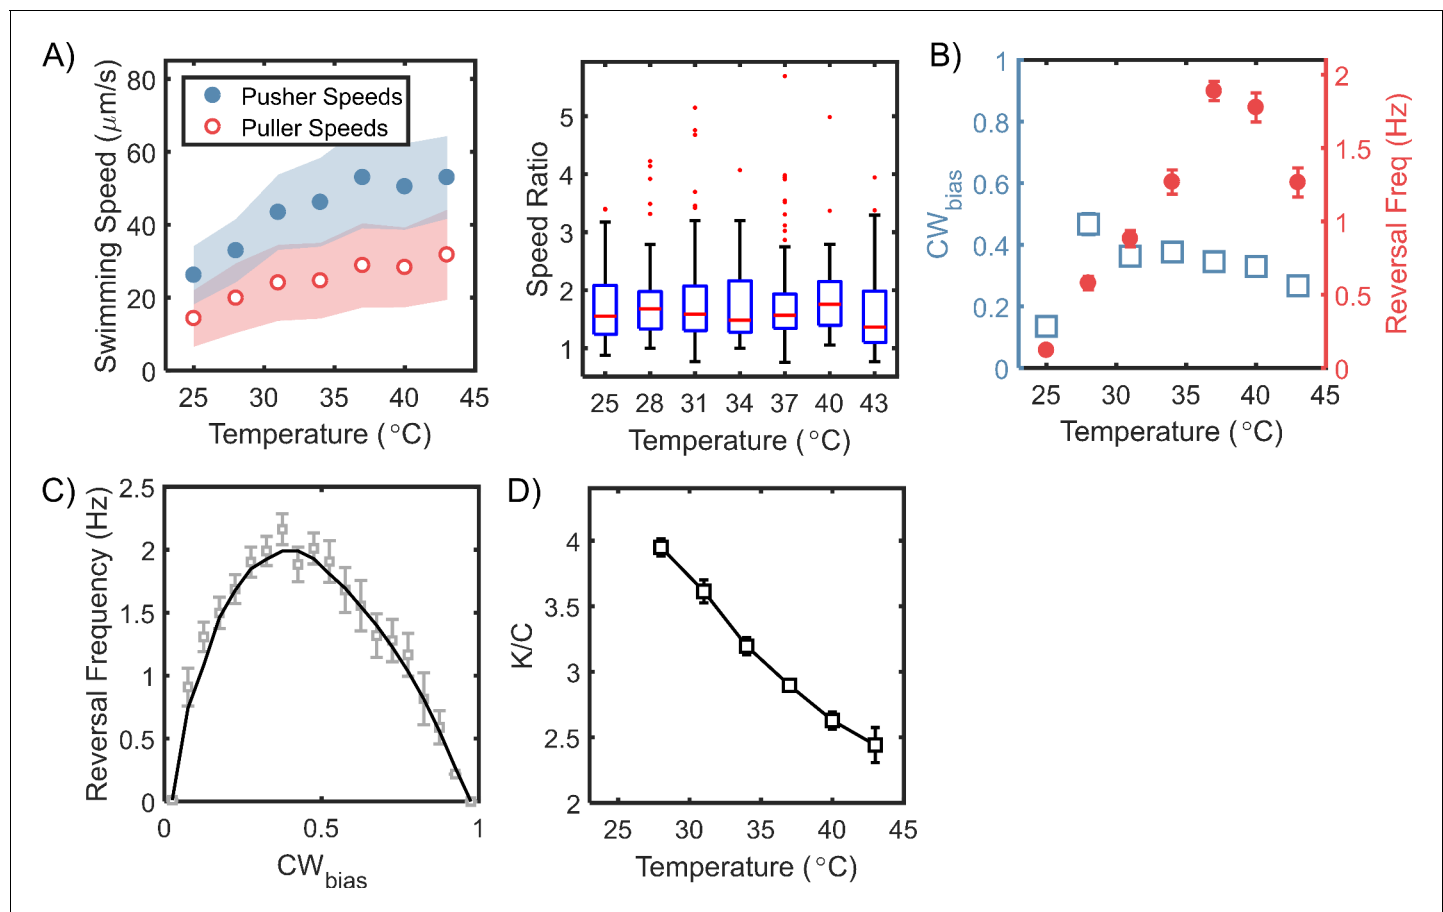 A)
Swimming Speed (μm/s)
80
60
40
20
0
Pusher Speeds
Puller Speeds
25 30 35 40 45
Temperature (°C)
Speed Ratio
5
4
3
2
1
25 28 31 34 37 40 43
Temperature (°C)
B)
CWbias
1
0.8
0.6
0.4
0.2
0
2
1.5
1
0.5
0
Reversal Freq (Hz)
25 30 35 40 45
Temperature (°C)
C)
Reversal Frequency (Hz)
2.5
2
1.5
1
0.5
0
0 0.5 1
CWbias
D)
K/C
4
3.5
3
2.5
2
25 30 35 40 45
Temperature (°C)